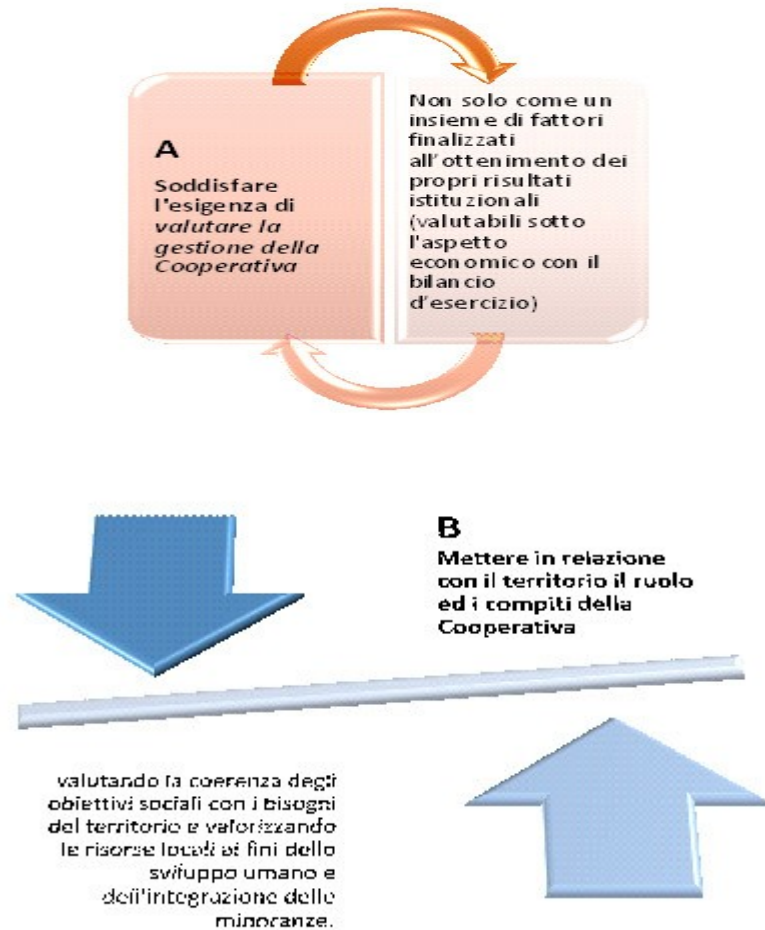 A
Soddisfare
l'esigenza di
valutare la
gestione della
Cooperativa
Non solo come un
insieme di fattori
finalizzati
all'ottenimento dei
propri risultati
istituzionali
(valutabili sotto
l'aspetto
economico con il
bilancio
d'esercizio)
B
Mettere in relazione
con il territorio il ruolo
ed i compiti della
Cooperativa
valutando la coerenza degli
obiettivi sociali con i bisogni
del territorio e valorizzando
le risorse locali ai fini dello
sviluppo umano e
dell'integrazione delle
minoranze.